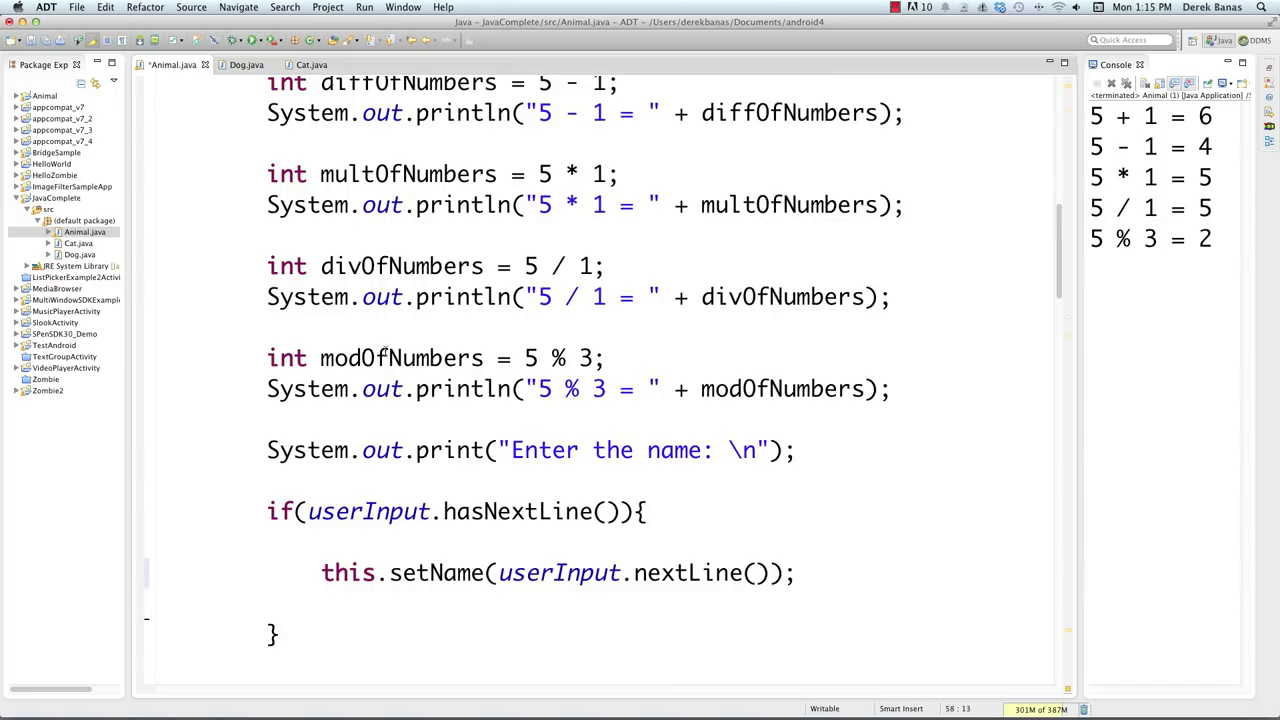 ADT File Edit Refactor Source Navigate Search Project Run Window Help
10
Mon 1:15 PM Derek Banas
Java – JavaComplete/src/Animal.java – ADT – /Users/derekbanas/Documents/android4
Quick Access
Java
DDMS
Package Exp
*Animal.java
Dog.java
Cat.java
Console
Animal
appcompat_v7
appcompat_v7_2
appcompat_v7_3
appcompat_v7_4
BridgeSample
HelloWorld
HelloZombie
ImageFilterSampleApp
JavaComplete
src
(default package)
Animal.java
Cat.java
Dog.java
JRE System Library [Ja
ListPickerExample2Activi
MediaBrowser
MultiWindowSDKExample
MusicPlayerActivity
SlookActivity
SPenSDK30_Demo
TestAndroid
TextGroupActivity
VideoPlayerActivity
Zombie
Zombie2
int diffOfNumbers = 5 - 1;
System.out.println("5 - 1 = " + diffOfNumbers);
int multOfNumbers = 5 * 1;
System.out.println("5 * 1 = " + multOfNumbers);
int divOfNumbers = 5 / 1;
System.out.println("5 / 1 = " + divOfNumbers);
int modOfNumbers = 5 % 3;
System.out.println("5 % 3 = " + modOfNumbers);
System.out.print("Enter the name: \n");
if(userInput.hasNextLine()){
this.setName(userInput.nextLine());
}
<terminated> Animal (1) [Java Application] /S
5 + 1 = 6
5 - 1 = 4
5 * 1 = 5
5 / 1 = 5
5 % 3 = 2
Writable
Smart Insert
58 : 13
301M of 387M